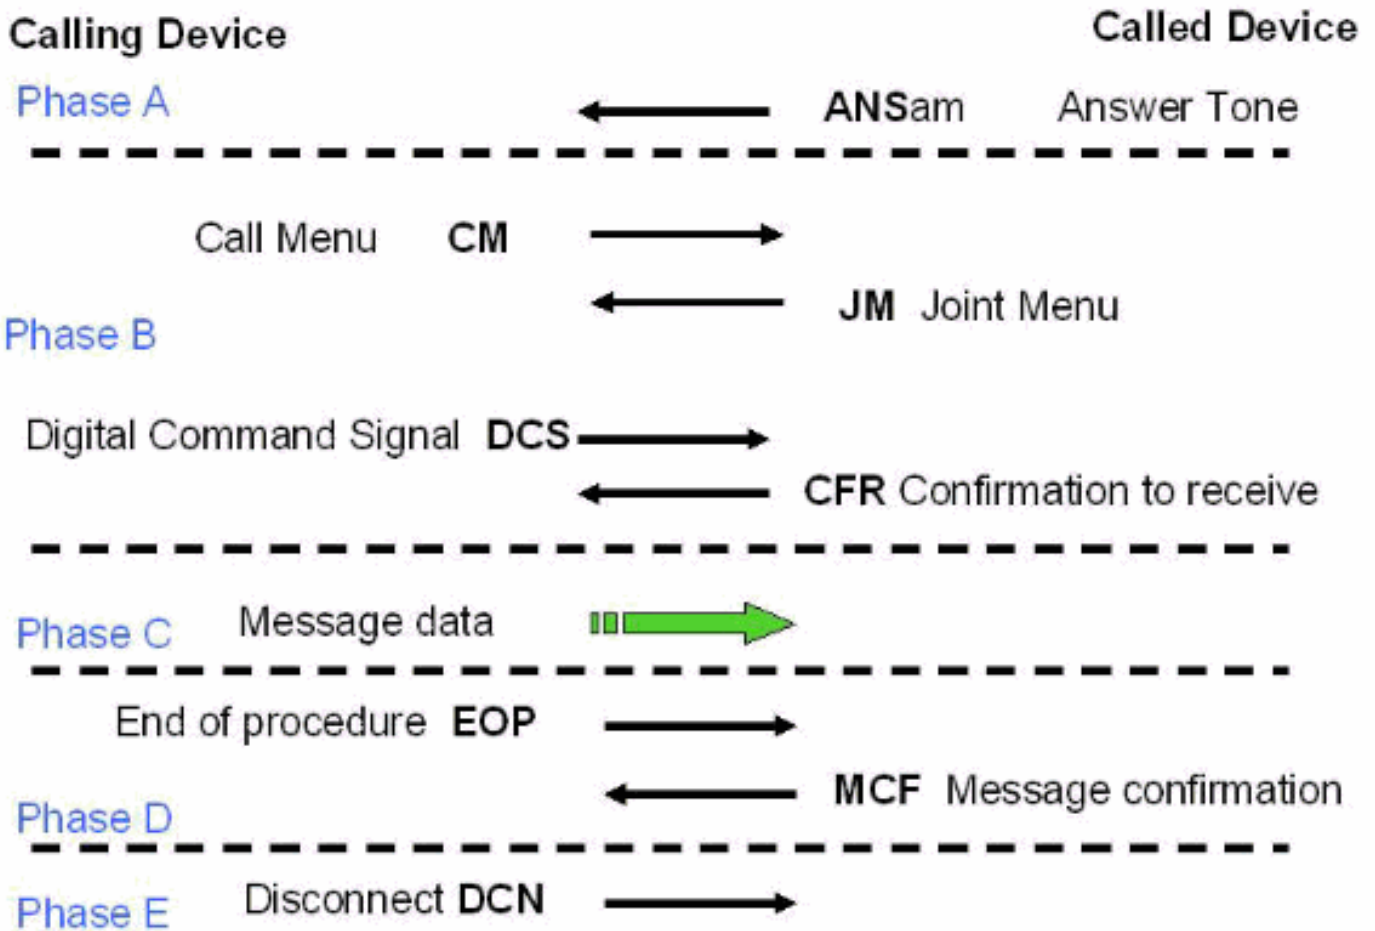 Calling Device
Called Device
Phase A
ANSam Answer Tone
Call Menu CM
JM Joint Menu
Phase B
Digital Command Signal DCS
CFR Confirmation to receive
Phase C
Message data
End of procedure EOP
MCF Message confirmation
Phase D
Phase E
Disconnect DCN